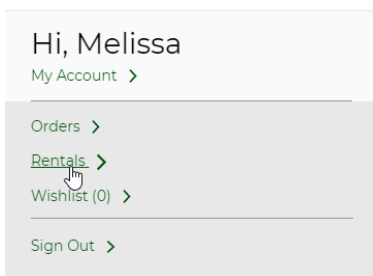 Hi, Melissa
My Account
Orders
Rentals
Wishlist (0)
Sign Out